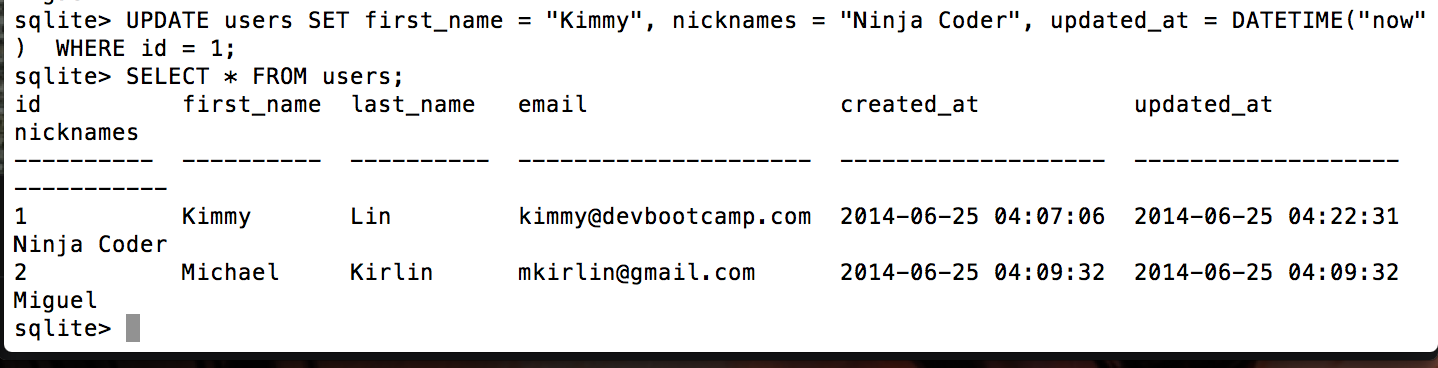 sqlite> UPDATE users SET first_name = "Kimmy", nicknames = "Ninja Coder", updated_at = DATETIME("now"
)  WHERE id = 1;
sqlite> SELECT * FROM users;
id          first_name  last_name   email                  created_at           updated_at
nicknames
----------  ----------  ----------  ---------------------  -------------------  -------------------
-----------
1           Kimmy       Lin         kimmy@devbootcamp.com  2014-06-25 04:07:06  2014-06-25 04:22:31
Ninja Coder
2           Michael     Kirlin      mkirlin@gmail.com      2014-06-25 04:09:32  2014-06-25 04:09:32
Miguel
sqlite>